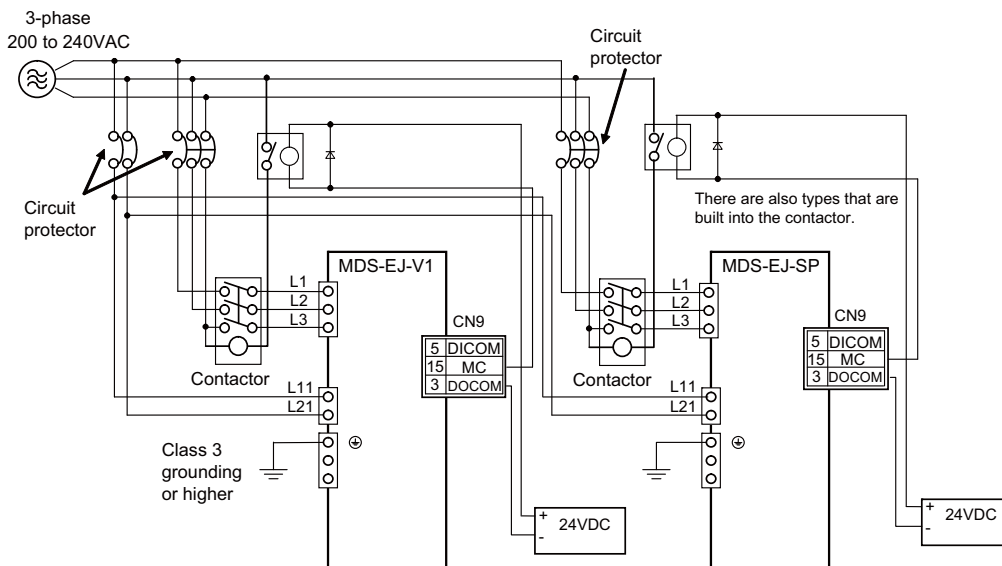 3-phase
200 to 240VAC
Circuit
protector
Circuit
protector
There are also types that are
built into the contactor.
MDS-EJ-V1
L1
L2
L3
CN9
5 DICOM
15 MC
3 DOCOM
Contactor
L11
L21
Class 3
grounding
or higher
+
-
24VDC
MDS-EJ-SP
L1
L2
L3
CN9
5 DICOM
15 MC
3 DOCOM
Contactor
L11
L21
+
-
24VDC